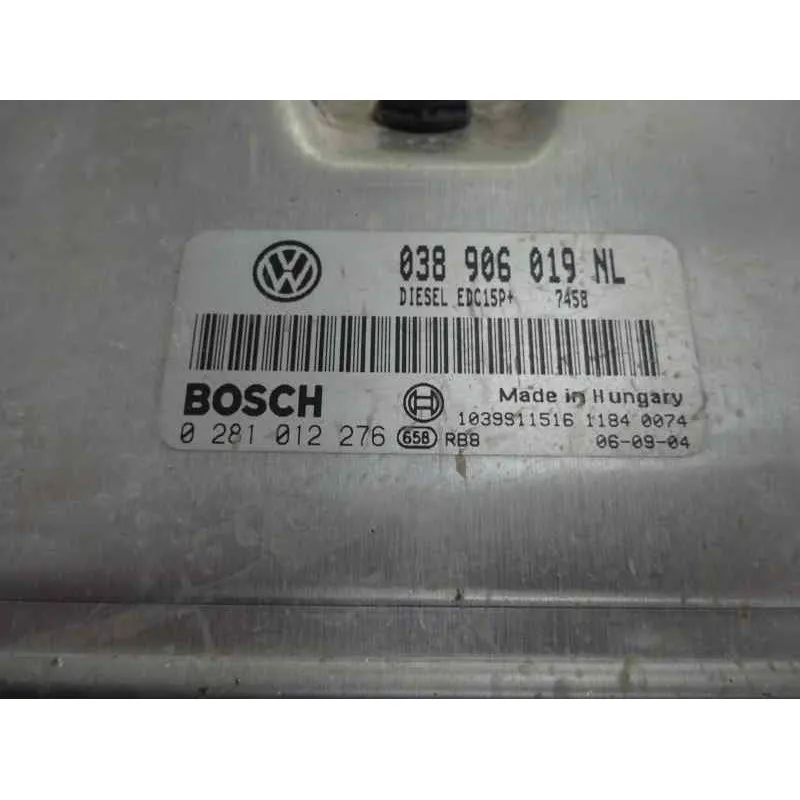 038 906 019 NL
DIESEL EDC15P+ 7458
BOSCH
Made in Hungary
1039S11516 1184 0074
0 281 012 276 658 RB8 06-09-04